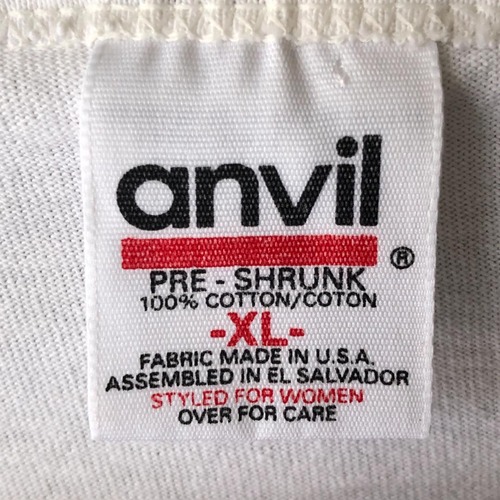 anvil
®
PRE - SHRUNK
100% COTTON/COTON
-XL-
FABRIC MADE IN U.S.A.
ASSEMBLED IN EL SALVADOR
STYLED FOR WOMEN
OVER FOR CARE